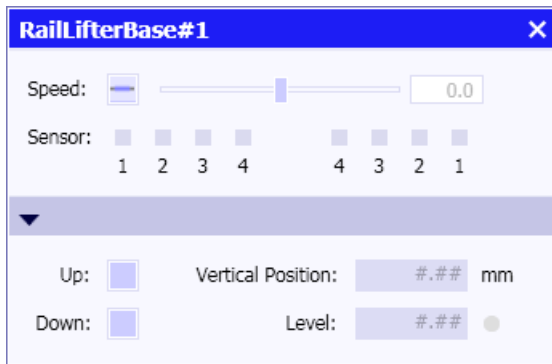 RailLifterBase#1
Speed: 0.0
Sensor:
1 2 3 4 4 3 2 1
Up: Vertical Position: #.## mm
Down: Level: #.##